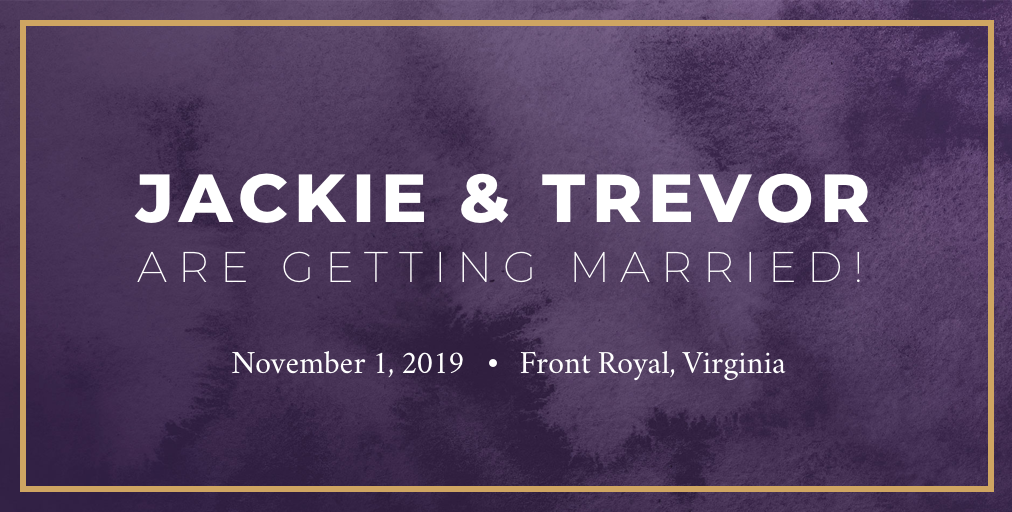 JACKIE & TREVOR
ARE GETTING MARRIED!
November 1, 2019 • Front Royal, Virginia